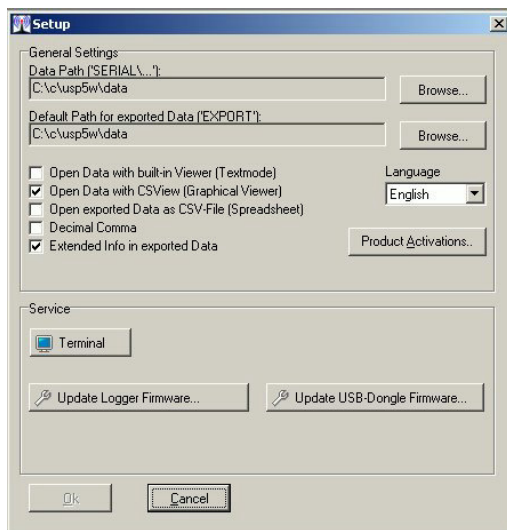 Setup
General Settings
Data Path ('SERIAL\...'):
C:\c\usp5w\data
Browse...
Default Path for exported Data ('EXPORT'):
C:\c\usp5w\data
Browse...
Open Data with built-in Viewer (Textmode)
Language
Open Data with CSView (Graphical Viewer)
English
Open exported Data as CSV-File (Spreadsheet)
Decimal Comma
Extended Info in exported Data
Product Activations..
Service
Terminal
Update Logger Firmware...
Update USB-Dongle Firmware...
Ok
Cancel